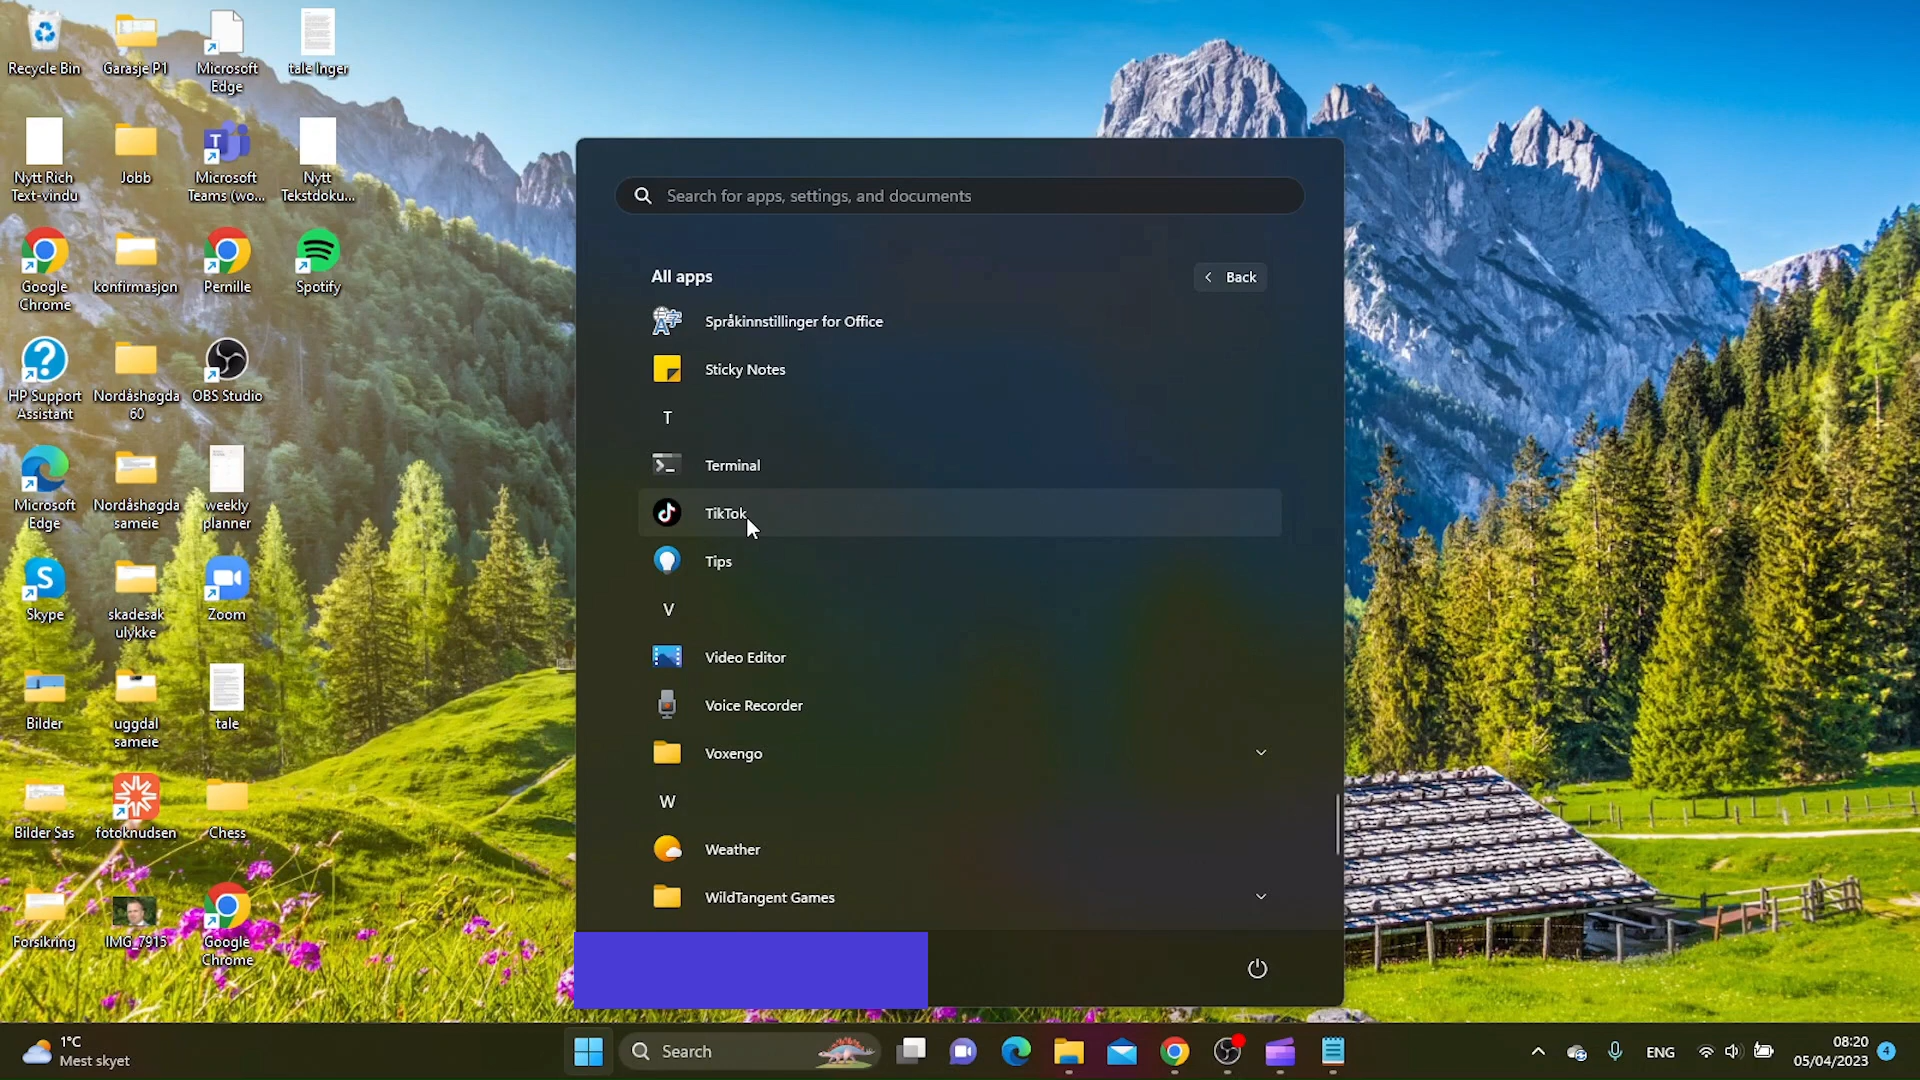 Recycle Bin
Garasje P1
Microsoft
Edge
tale Inger
Nytt Rich
Text-vindu
Jobb
Microsoft
Teams (wo...
Nytt
Tekstdoku...
Google
Chrome
konfirmasjon
Pernille
Spotify
HP Support
Assistant
Nordåshøgda
60
OBS Studio
Microsoft
Edge
Nordåshøgda
sameie
weekly
planner
Skype
skadesak
ulykke
Zoom
Bilder
uggdal
sameie
tale
Bilder Sas
fotoknudsen
Chess
Forsikring
IMG_7915
Google
Chrome
Search for apps, settings, and documents
All apps
Back
Språkinnstillinger for Office
Sticky Notes
T
Terminal
TikTok
Tips
V
Video Editor
Voice Recorder
Voxengo
W
Weather
WildTangent Games
1°C
Mest skyet
Search
ENG
08:20
05/04/2023
4